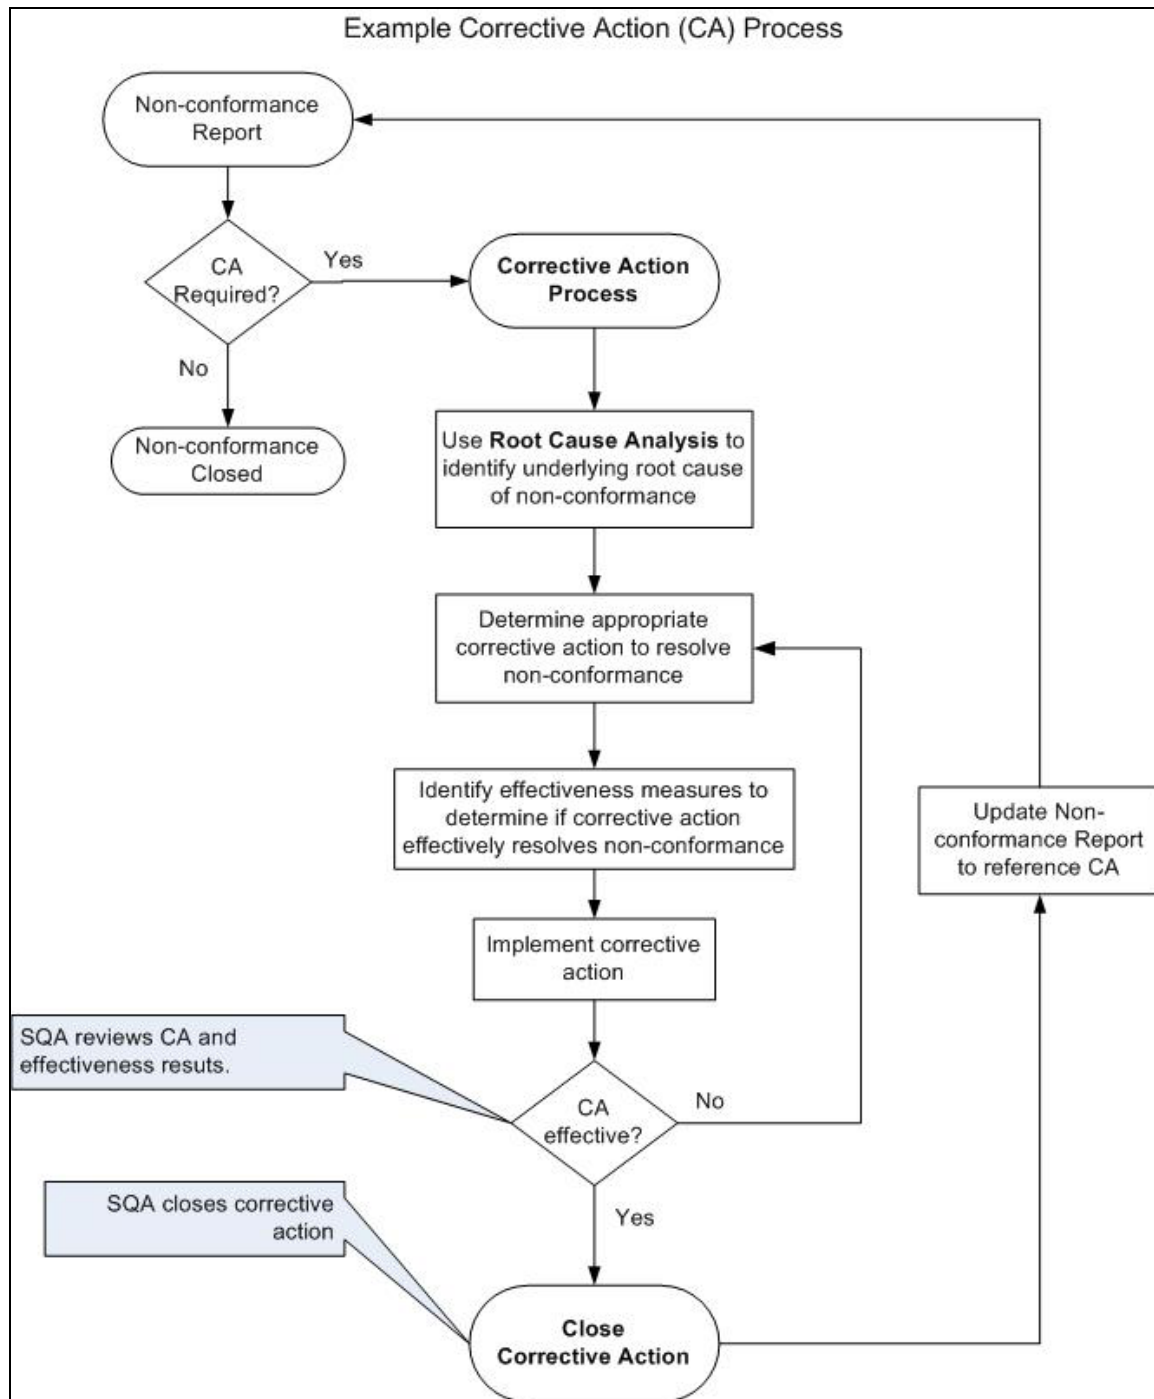 Example Corrective Action (CA) Process
Non-conformance
Report
CA
Required?
Yes
No
Non-conformance
Closed
Corrective Action
Process
Use Root Cause Analysis to
identify underlying root cause
of non-conformance
Determine appropriate
corrective action to resolve
non-conformance
Identify effectiveness measures to
determine if corrective action
effectively resolves non-conformance
Implement corrective
action
SQA reviews CA and
effectiveness resuts.
CA
effective?
No
Yes
SQA closes corrective
action
Close
Corrective Action
Update Non-
conformance Report
to reference CA